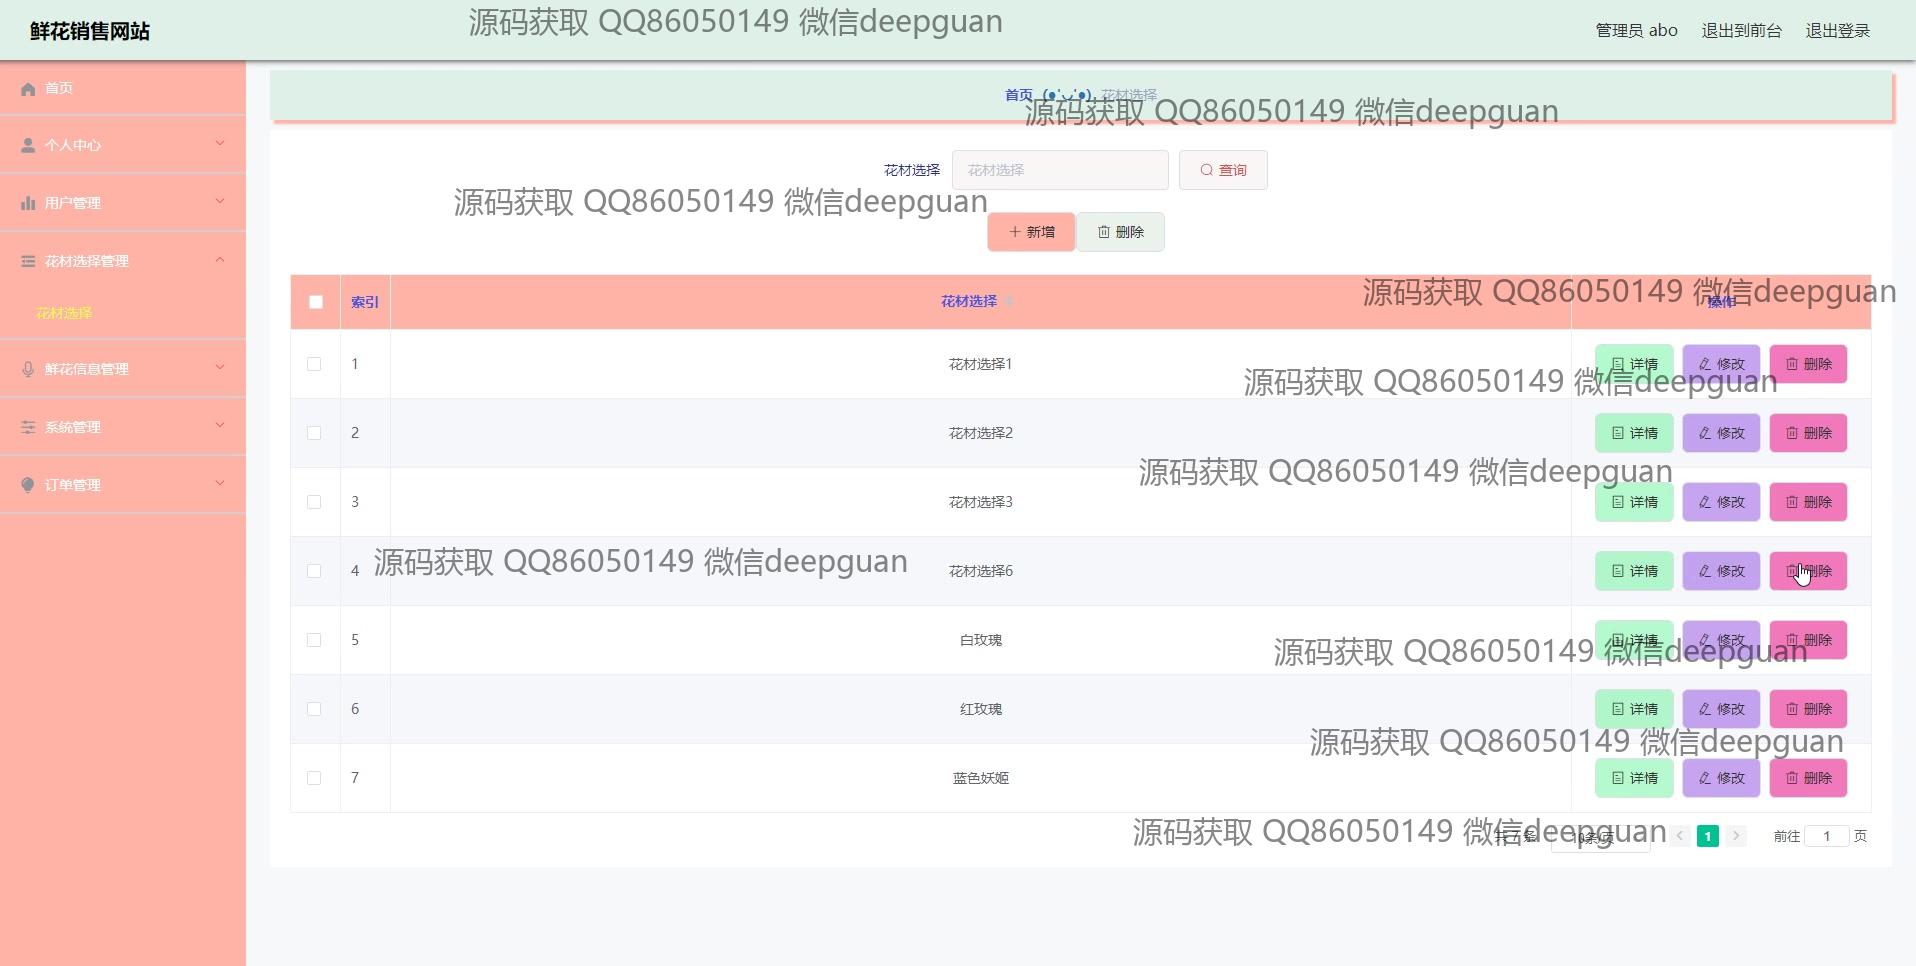 鲜花销售网站
源码获取 QQ86050149 微信deepguan
管理员 abo 退出到前台 退出登录
首页
个人中心
用户管理
花材选择管理
花材选择
鲜花信息管理
系统管理
订单管理
首页 (●'◡'●) 花材选择
源码获取 QQ86050149 微信deepguan
花材选择 花材选择 查询
源码获取 QQ86050149 微信deepguan
新增 删除
索引 花材选择 操作
源码获取 QQ86050149 微信deepguan
1 花材选择1 详情 修改 删除
源码获取 QQ86050149 微信deepguan
2 花材选择2 详情 修改 删除
源码获取 QQ86050149 微信deepguan
3 花材选择3 详情 修改 删除
源码获取 QQ86050149 微信deepguan
4 花材选择6 详情 修改 删除
5 白玫瑰 详情 修改 删除
源码获取 QQ86050149 微信deepguan
6 红玫瑰 详情 修改 删除
源码获取 QQ86050149 微信deepguan
7 蓝色妖姬 详情 修改 删除
源码获取 QQ86050149 微信deepguan
共 7 条 10条/页 1 前往 1 页